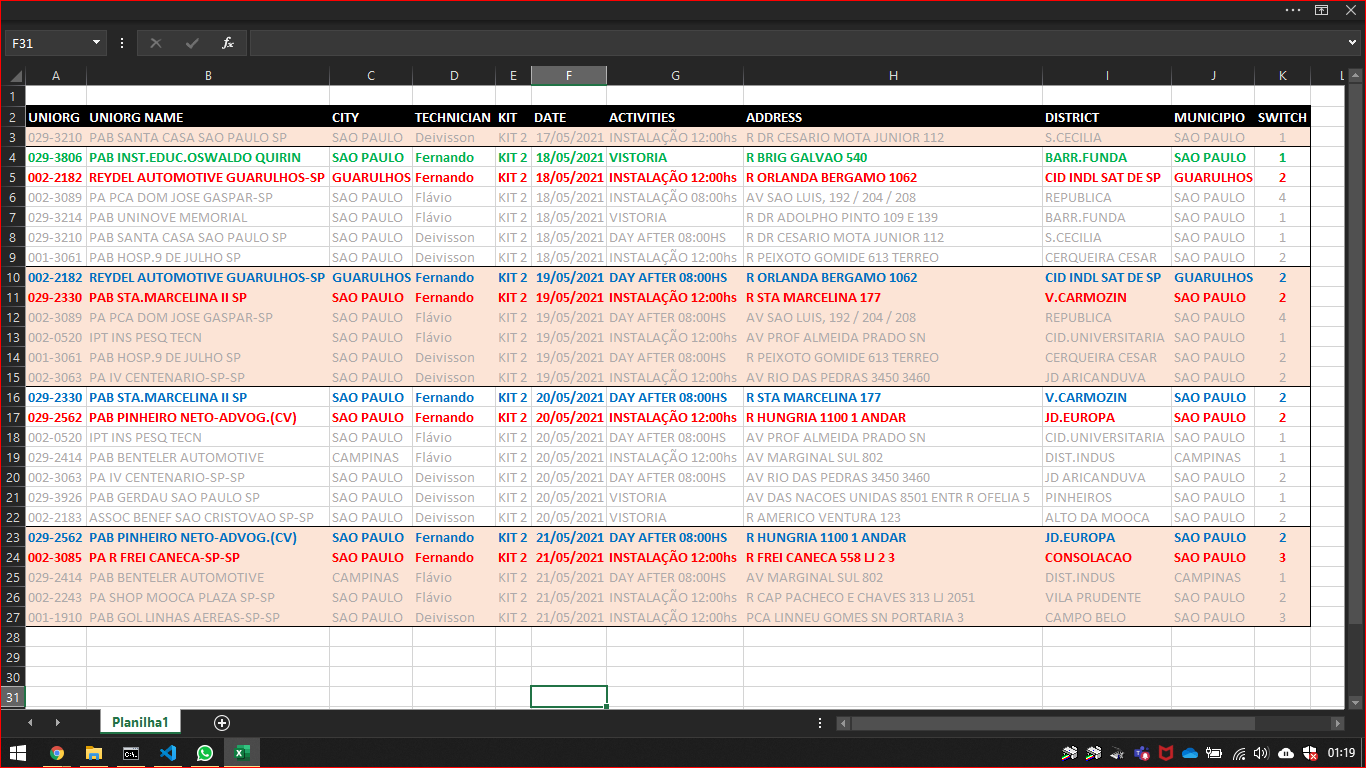 F31
fx
A B C D E F G H I J K L
1
2 UNIORG UNIORG NAME CITY TECHNICIAN KIT DATE ACTIVITIES ADDRESS DISTRICT MUNICIPIO SWITCH
3 029-3210 PAB SANTA CASA SAO PAULO SP SAO PAULO Deivisson KIT 2 17/05/2021 INSTALAÇÃO 12:00hs R DR CESARIO MOTA JUNIOR 112 S.CECILIA SAO PAULO 1
4 029-3806 PAB INST.EDUC.OSWALDO QUIRIN SAO PAULO Fernando KIT 2 18/05/2021 VISTORIA R BRIG GALVAO 540 BARR.FUNDA SAO PAULO 1
5 002-2182 REYDEL AUTOMOTIVE GUARULHOS-SP GUARULHOS Fernando KIT 2 18/05/2021 INSTALAÇÃO 12:00hs R ORLANDA BERGAMO 1062 CID INDL SAT DE SP GUARULHOS 2
6 002-3089 PA PCA DOM JOSE GASPAR-SP SAO PAULO Flávio KIT 2 18/05/2021 INSTALAÇÃO 08:00hs AV SAO LUIS, 192 / 204 / 208 REPUBLICA SAO PAULO 4
7 029-3214 PAB UNINOVE MEMORIAL SAO PAULO Flávio KIT 2 18/05/2021 VISTORIA R DR ADOLPHO PINTO 109 E 139 BARR.FUNDA SAO PAULO 1
8 029-3210 PAB SANTA CASA SAO PAULO SP SAO PAULO Deivisson KIT 2 18/05/2021 DAY AFTER 08:00HS R DR CESARIO MOTA JUNIOR 112 S.CECILIA SAO PAULO 1
9 001-3061 PAB HOSP.9 DE JULHO SP SAO PAULO Deivisson KIT 2 18/05/2021 INSTALAÇÃO 12:00hs R PEIXOTO GOMIDE 613 TERREO CERQUEIRA CESAR SAO PAULO 2
10 002-2182 REYDEL AUTOMOTIVE GUARULHOS-SP GUARULHOS Fernando KIT 2 19/05/2021 DAY AFTER 08:00HS R ORLANDA BERGAMO 1062 CID INDL SAT DE SP GUARULHOS 2
11 029-2330 PAB STA.MARCELINA II SP SAO PAULO Fernando KIT 2 19/05/2021 INSTALAÇÃO 12:00hs R STA MARCELINA 177 V.CARMOZIN SAO PAULO 2
12 002-3089 PA PCA DOM JOSE GASPAR-SP SAO PAULO Flávio KIT 2 19/05/2021 DAY AFTER 08:00HS AV SAO LUIS, 192 / 204 / 208 REPUBLICA SAO PAULO 4
13 002-0520 IPT INS PESQ TECN SAO PAULO Flávio KIT 2 19/05/2021 INSTALAÇÃO 12:00hs AV PROF ALMEIDA PRADO SN CID.UNIVERSITARIA SAO PAULO 1
14 001-3061 PAB HOSP.9 DE JULHO SP SAO PAULO Deivisson KIT 2 19/05/2021 DAY AFTER 08:00HS R PEIXOTO GOMIDE 613 TERREO CERQUEIRA CESAR SAO PAULO 2
15 002-3063 PA IV CENTENARIO-SP-SP SAO PAULO Deivisson KIT 2 19/05/2021 INSTALAÇÃO 12:00hs AV RIO DAS PEDRAS 3450 3460 JD ARICANDUVA SAO PAULO 2
16 029-2330 PAB STA.MARCELINA II SP SAO PAULO Fernando KIT 2 20/05/2021 DAY AFTER 08:00HS R STA MARCELINA 177 V.CARMOZIN SAO PAULO 2
17 029-2562 PAB PINHEIRO NETO-ADVOG.(CV) SAO PAULO Fernando KIT 2 20/05/2021 INSTALAÇÃO 12:00hs R HUNGRIA 1100 1 ANDAR JD.EUROPA SAO PAULO 2
18 002-0520 IPT INS PESQ TECN SAO PAULO Flávio KIT 2 20/05/2021 DAY AFTER 08:00HS AV PROF ALMEIDA PRADO SN CID.UNIVERSITARIA SAO PAULO 1
19 029-2414 PAB BENTELER AUTOMOTIVE CAMPINAS Flávio KIT 2 20/05/2021 INSTALAÇÃO 12:00hs AV MARGINAL SUL 802 DIST.INDUS CAMPINAS 1
20 002-3063 PA IV CENTENARIO-SP-SP SAO PAULO Deivisson KIT 2 20/05/2021 DAY AFTER 08:00HS AV RIO DAS PEDRAS 3450 3460 JD ARICANDUVA SAO PAULO 2
21 029-3926 PAB GERDAU SAO PAULO SP SAO PAULO Deivisson KIT 2 20/05/2021 VISTORIA AV DAS NACOES UNIDAS 8501 ENTR R OFELIA 5 PINHEIROS SAO PAULO 1
22 002-2183 ASSOC BENEF SAO CRISTOVAO SP-SP SAO PAULO Deivisson KIT 2 20/05/2021 VISTORIA R AMERICO VENTURA 123 ALTO DA MOOCA SAO PAULO 2
23 029-2562 PAB PINHEIRO NETO-ADVOG.(CV) SAO PAULO Fernando KIT 2 21/05/2021 DAY AFTER 08:00HS R HUNGRIA 1100 1 ANDAR JD.EUROPA SAO PAULO 2
24 002-3085 PA R FREI CANECA-SP-SP SAO PAULO Fernando KIT 2 21/05/2021 INSTALAÇÃO 12:00hs R FREI CANECA 558 LJ 2 3 CONSOLACAO SAO PAULO 3
25 029-2414 PAB BENTELER AUTOMOTIVE CAMPINAS Flávio KIT 2 21/05/2021 DAY AFTER 08:00HS AV MARGINAL SUL 802 DIST.INDUS CAMPINAS 1
26 002-2243 PA SHOP MOOCA PLAZA SP-SP SAO PAULO Flávio KIT 2 21/05/2021 INSTALAÇÃO 12:00hs R CAP PACHECO E CHAVES 313 LJ 2051 VILA PRUDENTE SAO PAULO 2
27 001-1910 PAB GOL LINHAS AEREAS-SP-SP SAO PAULO Deivisson KIT 2 21/05/2021 INSTALAÇÃO 12:00hs PCA LINNEU GOMES SN PORTARIA 3 CAMPO BELO SAO PAULO 3
28
29
30
31
Planilha1
01:19